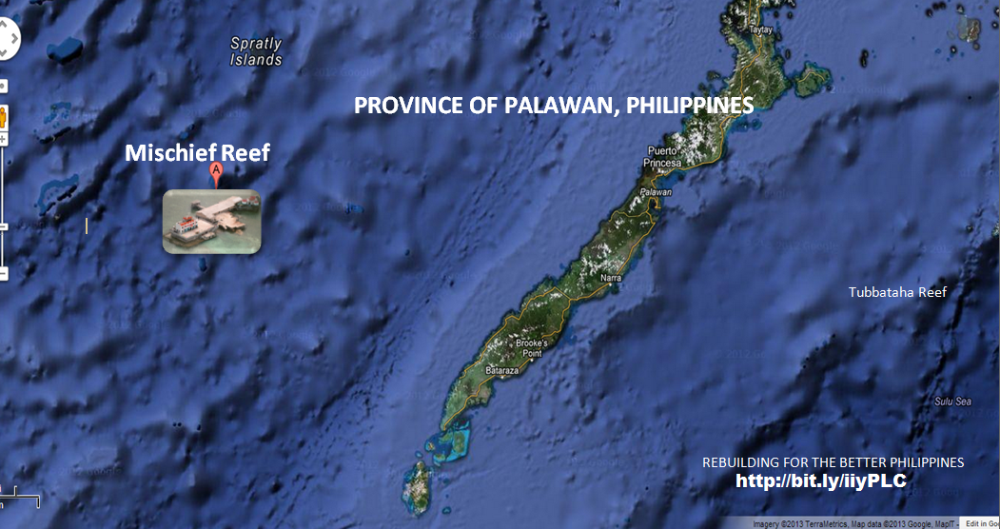 Taytay
Spratly
Islands
PROVINCE OF PALAWAN, PHILIPPINES
Mischief Reef
A
Puerto
Princesa
Palawan
Narra
Tubbataha Reef
Brooke's
Point
Bataraza
Sulu Sea
REBUILDING FOR THE BETTER PHILIPPINES
http://bit.ly/iiyPLC
Imagery ©2013 TerraMetrics, Map data ©2013 Google, MapIT - Edit in Goo